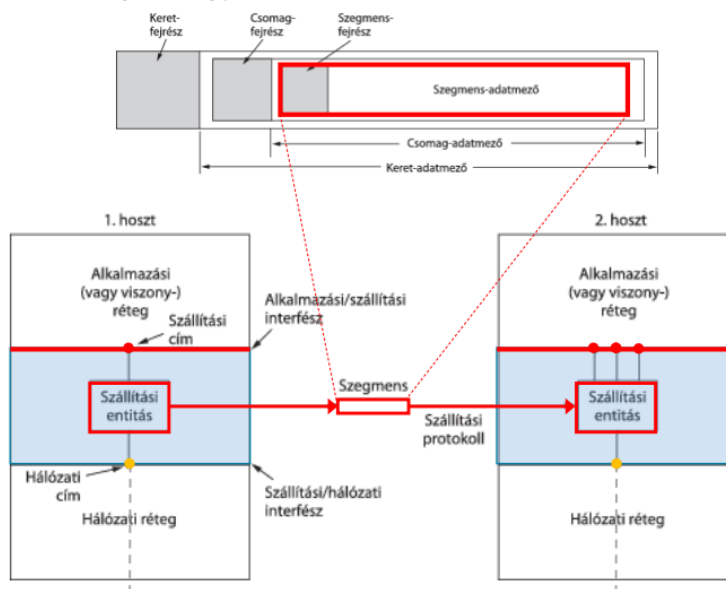 Keret-
fejrész
Csomag-
fejrész
Szegmens-
fejrész
Szegmens-adatmező
Csomag-adatmező
Keret-adatmező
1. hoszt
2. hoszt
Alkalmazási
(vagy viszony-)
réteg
Szállítási
cím
Alkalmazási/szállítási
interfész
Alkalmazási
(vagy viszony-)
réteg
Szállítási
entitás
Szegmens
Szállítási
protokoll
Szállítási
entitás
Hálózati
cím
Szállítási/hálózati
interfész
Hálózati réteg
Hálózati réteg